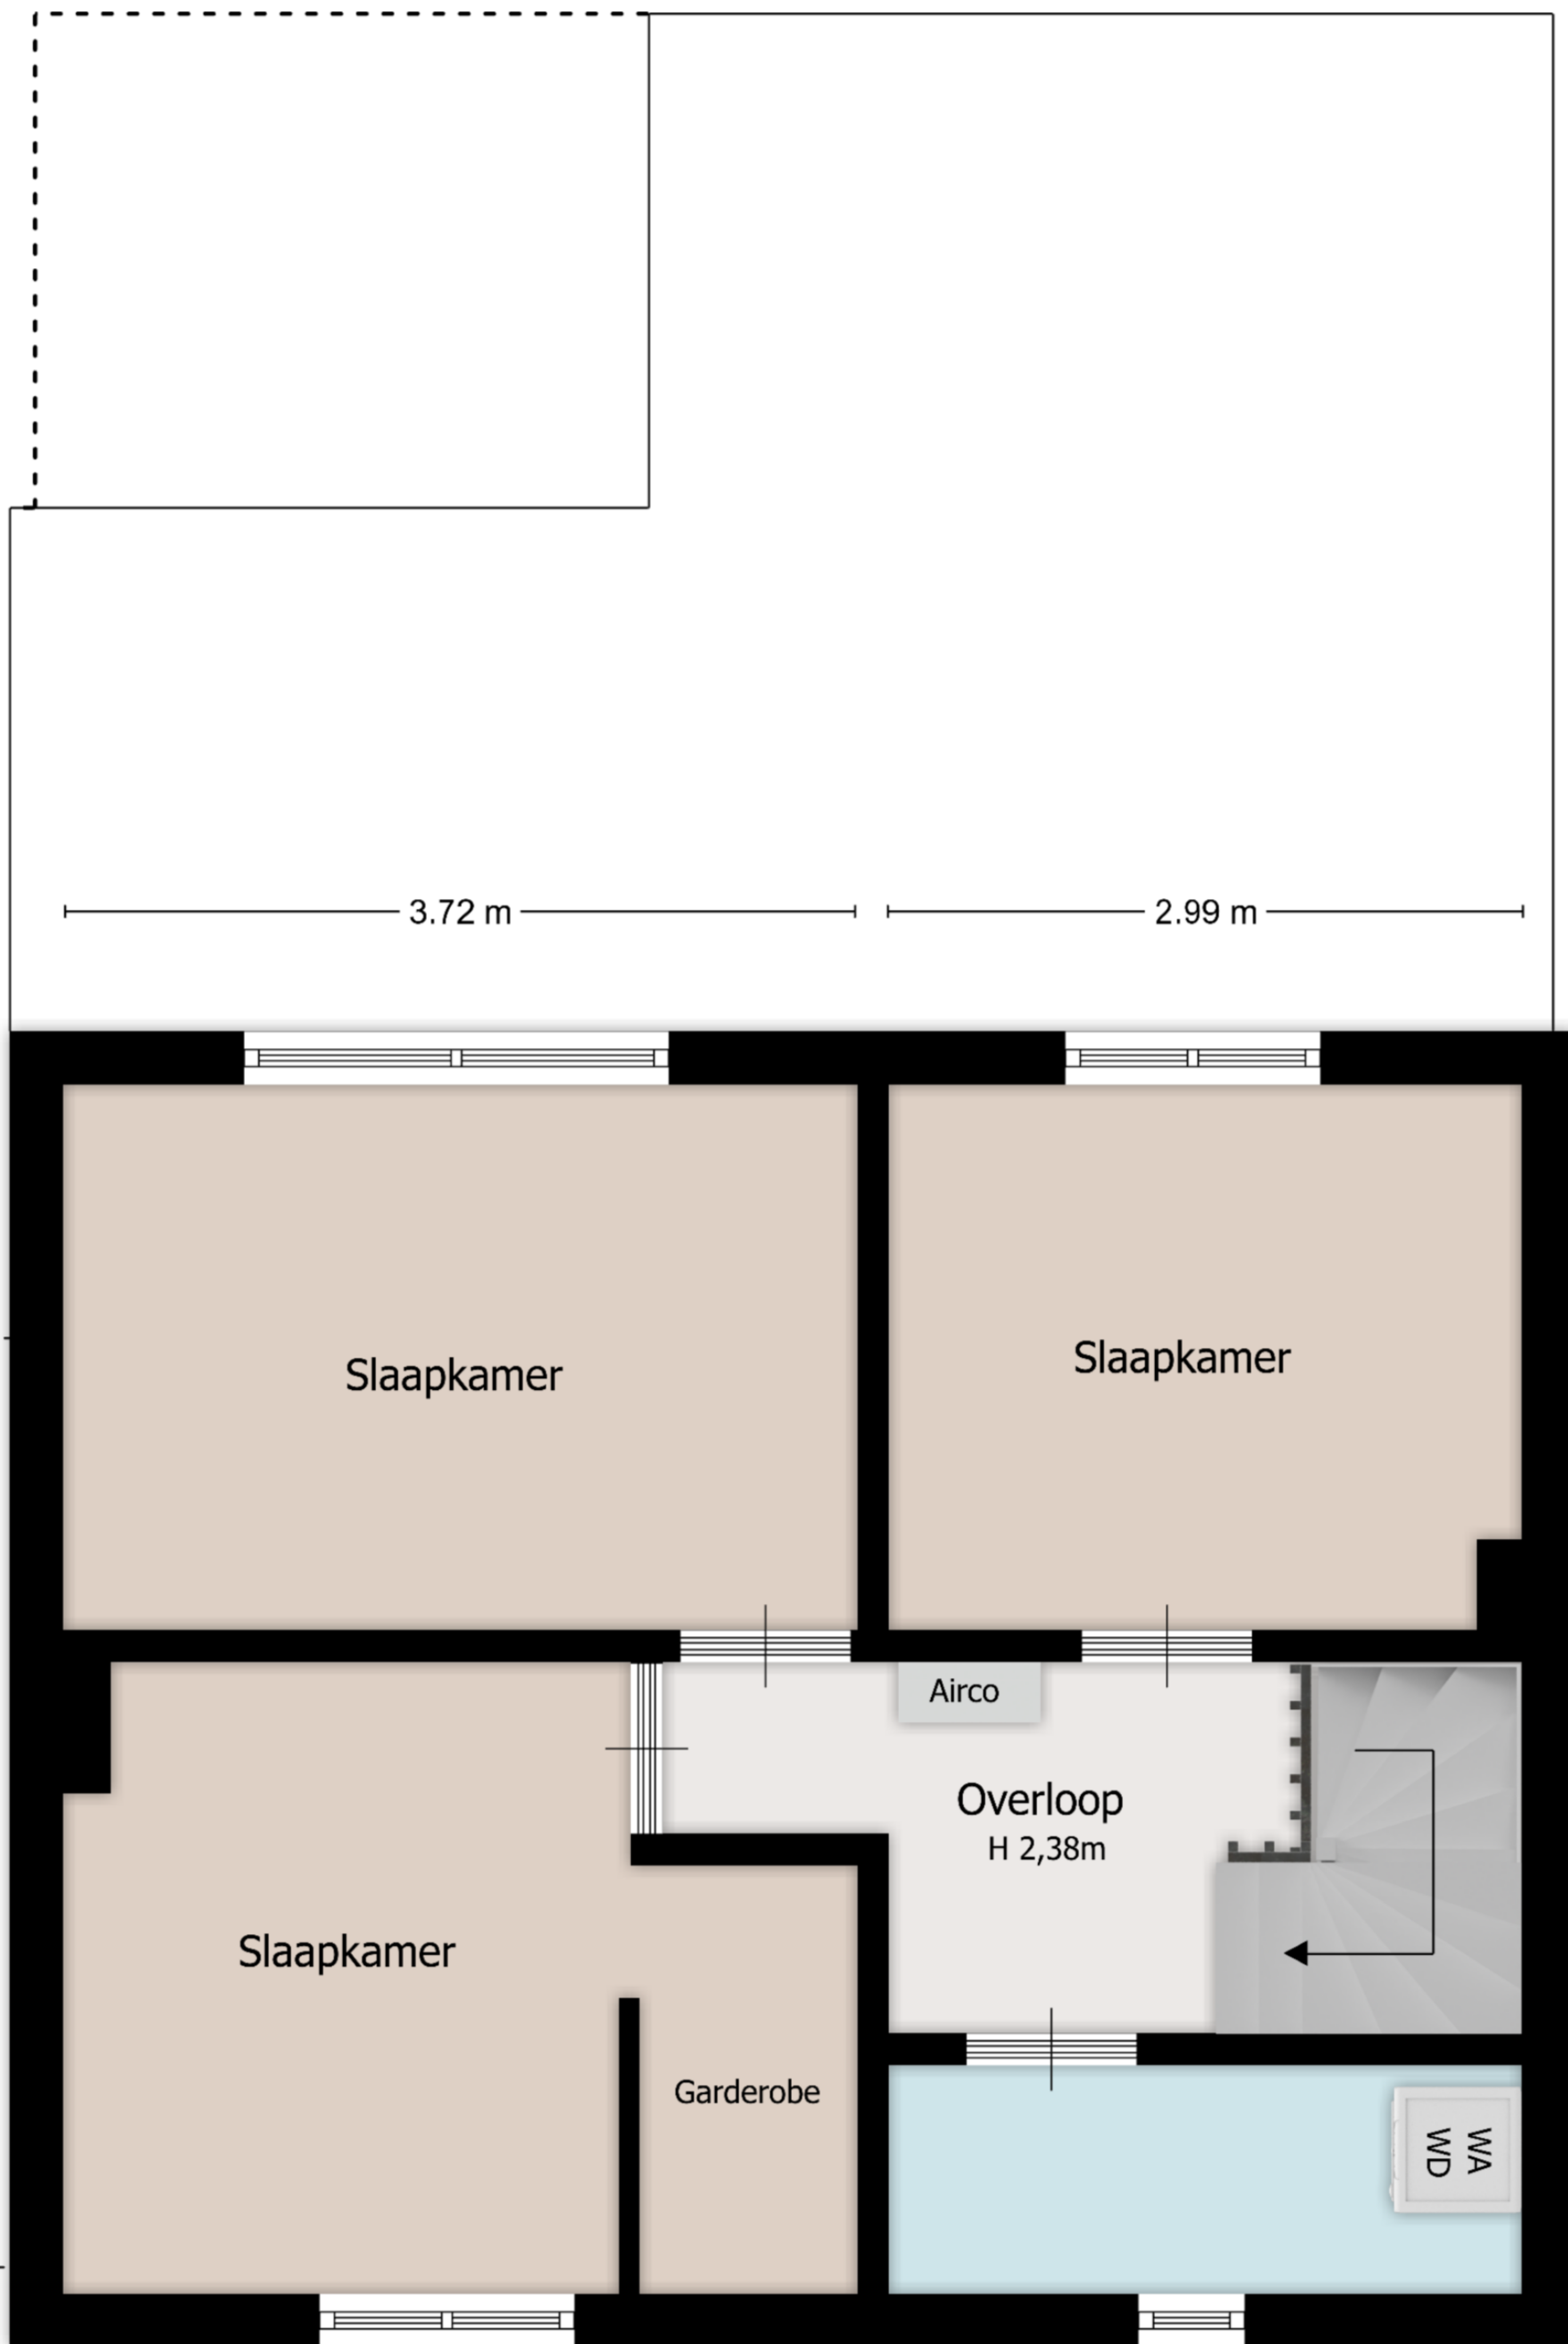 3.72 m
2.99 m
Slaapkamer
Slaapkamer
Airco
Overloop
H 2,38m
Slaapkamer
Garderobe
WA
WD